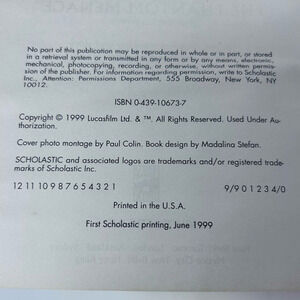 No part of this publication may be reproduced in whole or in part, or stored
in a retrieval system or transmitted in any form or by any means, electronic,
mechanical, photocopying, recording, or otherwise, without written permis-
sion of the publisher. For information regarding permission, write to Scholastic
Inc., Attention: Permissions Department, 555 Broadway, New York, NY
10012.
ISBN 0-439-10673-7
Copyright © 1999 Lucasfilm Ltd. & ™. All Rights Reserved. Used Under Au-
thorization.
Cover photo montage by Paul Colin. Book design by Madalina Stefan.
SCHOLASTIC and associated logos are trademarks and/or registered trade-
marks of Scholastic Inc.
12 11 10 9 8 7 6 5 4 3 2 1 9/9 0 1 2 3 4/0
Printed in the U.S.A.
First Scholastic printing, June 1999